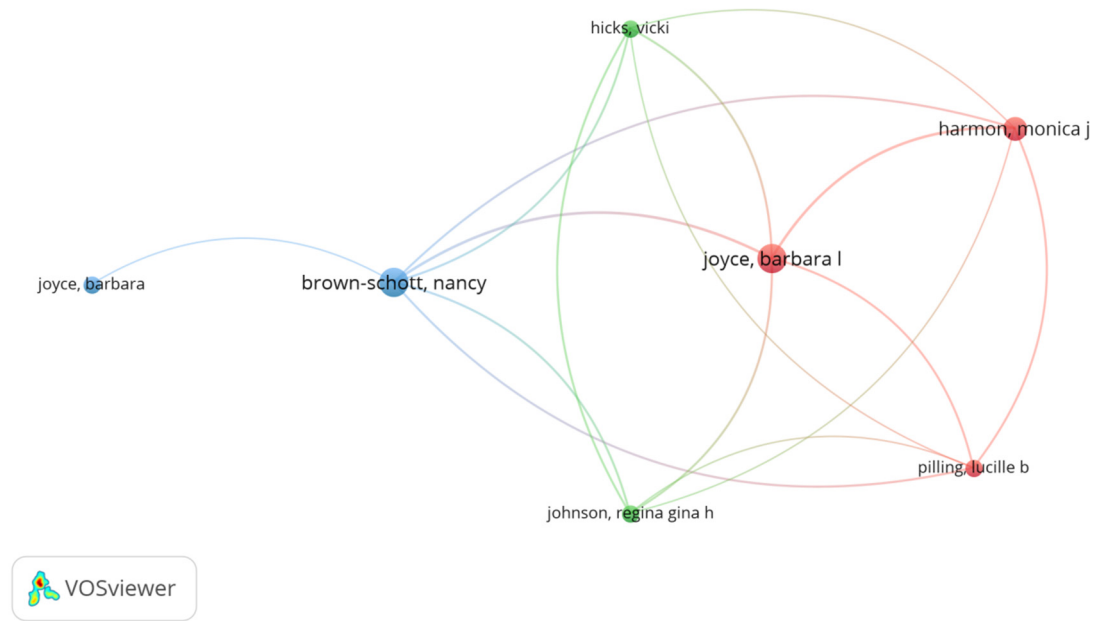 hicks, vicki
harmon, monica j
joyce, barbara l
joyce, barbara
brown-schott, nancy
pilling, lucille b
johnson, regina gina h
VOSviewer